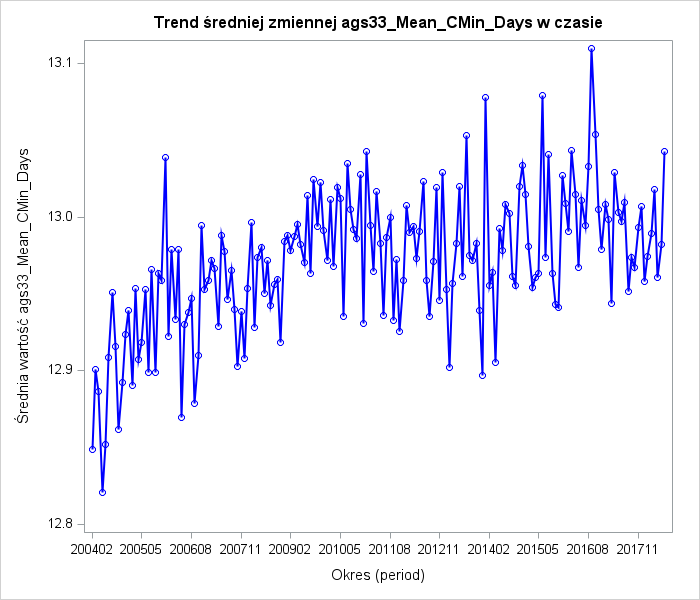 Trend średniej zmiennej ags33_Mean_CMin_Days w czasie
Średnia wartość ags33_Mean_CMin_Days
13.1
13.0
12.9
12.8
200402 200505 200608 200711 200902 201005 201108 201211 201402 201505 201608 201711
Okres (period)